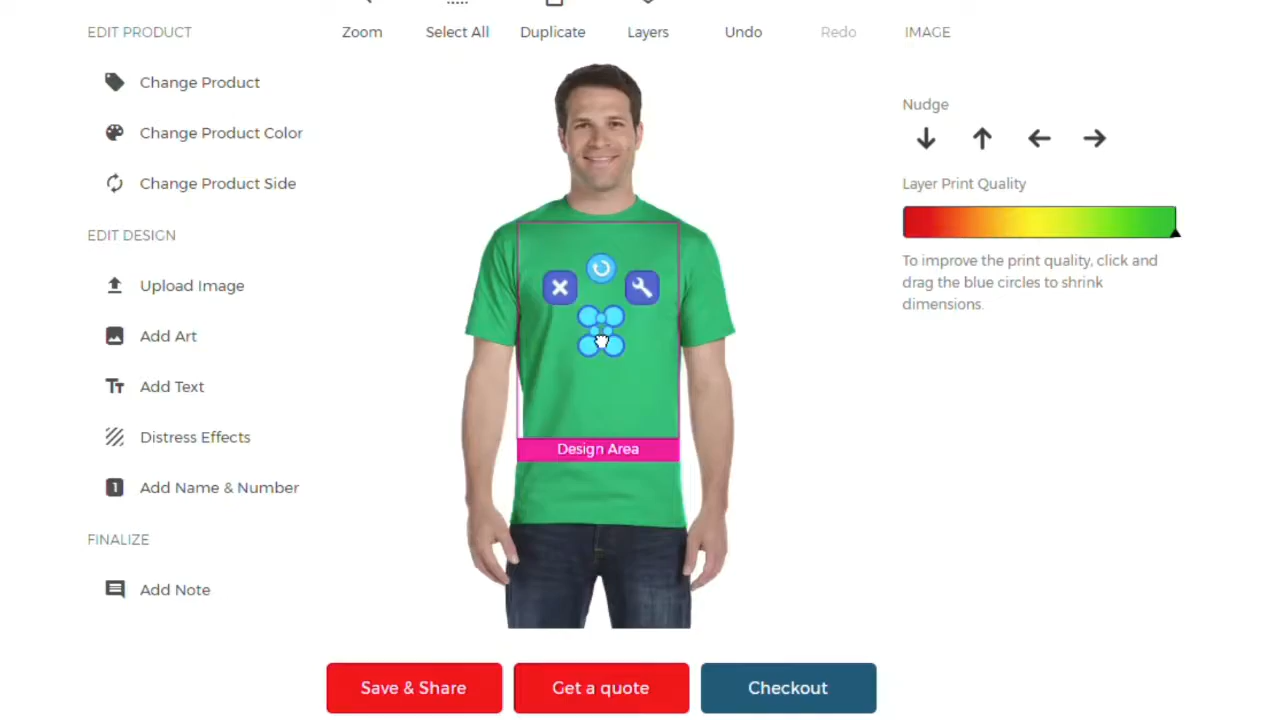 EDIT PRODUCT
Zoom
Select All
Duplicate
Layers
Undo
Redo
IMAGE
Change Product
Change Product Color
Change Product Side
EDIT DESIGN
Upload Image
Add Art
Add Text
Distress Effects
1
Add Name & Number
FINALIZE
Add Note
Nudge
Layer Print Quality
To improve the print quality, click and
drag the blue circles to shrink
dimensions.
Design Area
Save & Share
Get a quote
Checkout